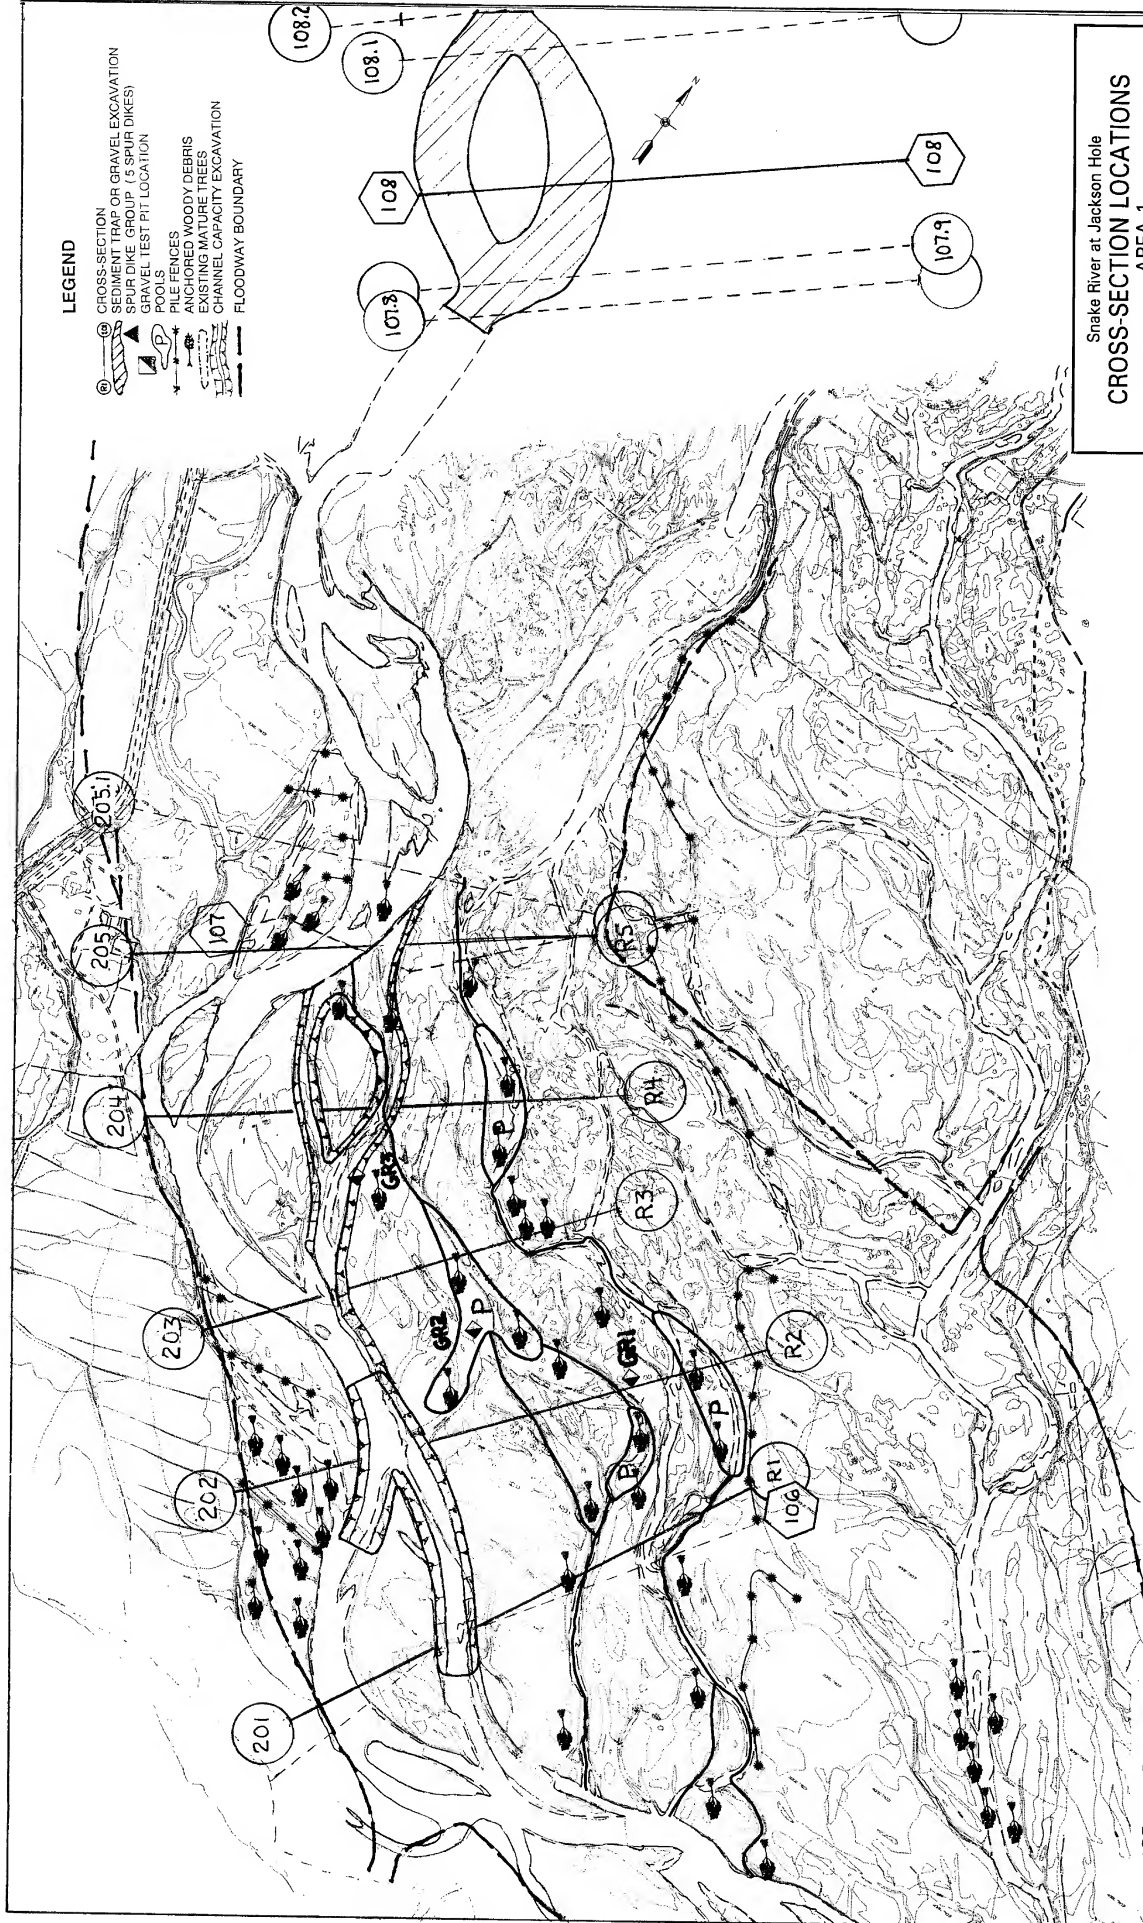 LEGEND
CROSS-SECTION
SEDIMENT TRAP OR GRAVEL EXCAVATION
SPUR DIKE GROUP (5 SPUR DIKES)
GRAVEL TEST PIT LOCATION
P
POOLS
PILE FENCES
ANCHORED WOODY DEBRIS
EXISTING MATURE TREES
CHANNEL CAPACITY EXCAVATION
FLOODWAY BOUNDARY
201
202
203
204
205
205.1
107
107.8
108
108.1
108.2
N
GR3
GR2
P
P
GR1
P
P
106
R1
R2
R3
R4
R5
107.9
108
Snake River at Jackson Hole
CROSS-SECTION LOCATIONS
AREA 1